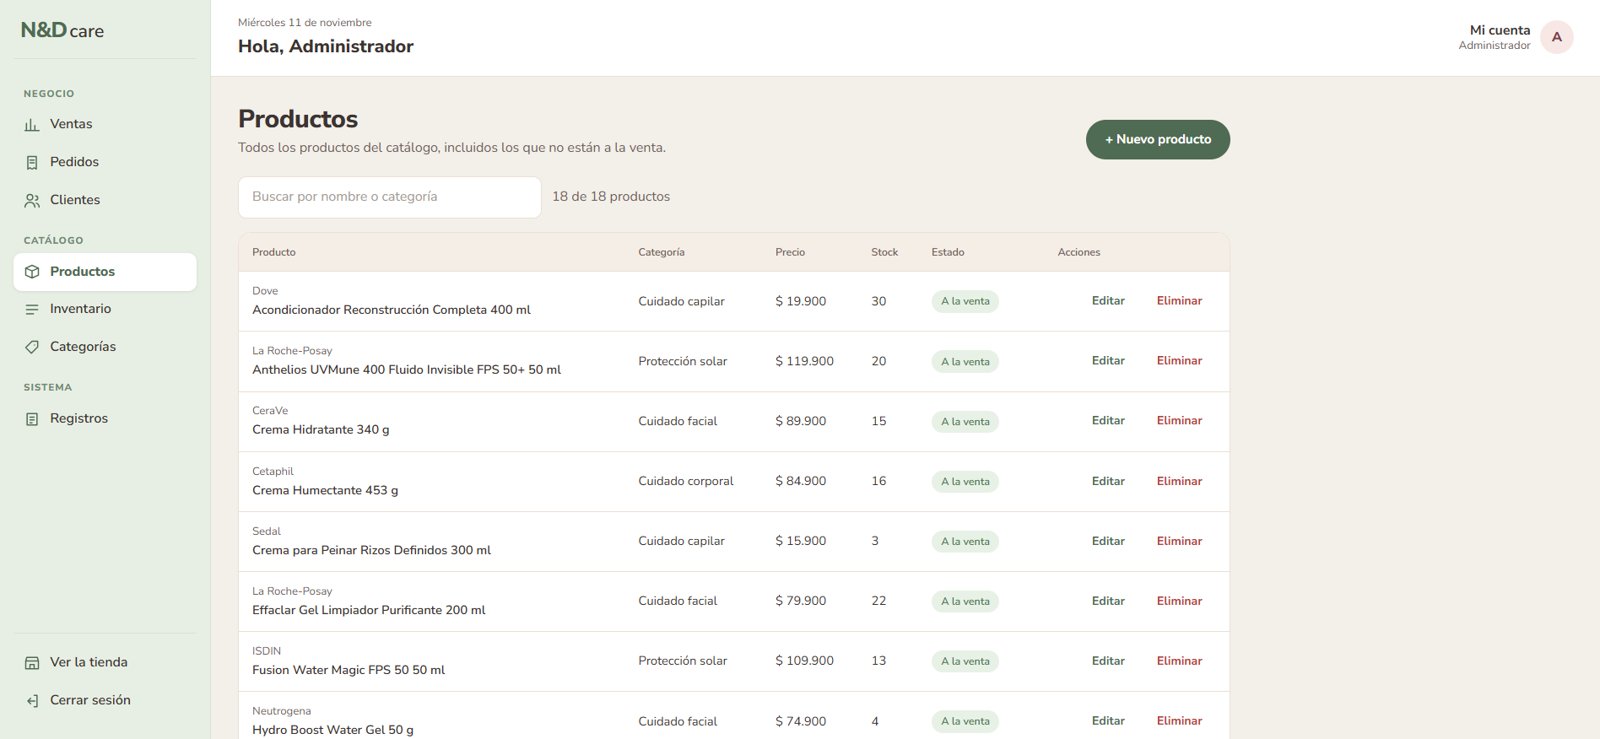 N&D care
NEGOCIO
Ventas
Pedidos
Clientes
CATÁLOGO
Productos
Inventario
Categorías
SISTEMA
Registros
Ver la tienda
Cerrar sesión
Miércoles 11 de noviembre
Hola, Administrador
Mi cuenta
Administrador
A
Productos
Todos los productos del catálogo, incluidos los que no están a la venta.
+ Nuevo producto
Buscar por nombre o categoría
18 de 18 productos
Producto Categoría Precio Stock Estado Acciones
Dove
Acondicionador Reconstrucción Completa 400 ml Cuidado capilar $ 19.900 30 A la venta Editar Eliminar
La Roche-Posay
Anthelios UVMune 400 Fluido Invisible FPS 50+ 50 ml Protección solar $ 119.900 20 A la venta Editar Eliminar
CeraVe
Crema Hidratante 340 g Cuidado facial $ 89.900 15 A la venta Editar Eliminar
Cetaphil
Crema Humectante 453 g Cuidado corporal $ 84.900 16 A la venta Editar Eliminar
Sedal
Crema para Peinar Rizos Definidos 300 ml Cuidado capilar $ 15.900 3 A la venta Editar Eliminar
La Roche-Posay
Effaclar Gel Limpiador Purificante 200 ml Cuidado facial $ 79.900 22 A la venta Editar Eliminar
ISDIN
Fusion Water Magic FPS 50 50 ml Protección solar $ 109.900 13 A la venta Editar Eliminar
Neutrogena
Hydro Boost Water Gel 50 g Cuidado facial $ 74.900 4 A la venta Editar Eliminar